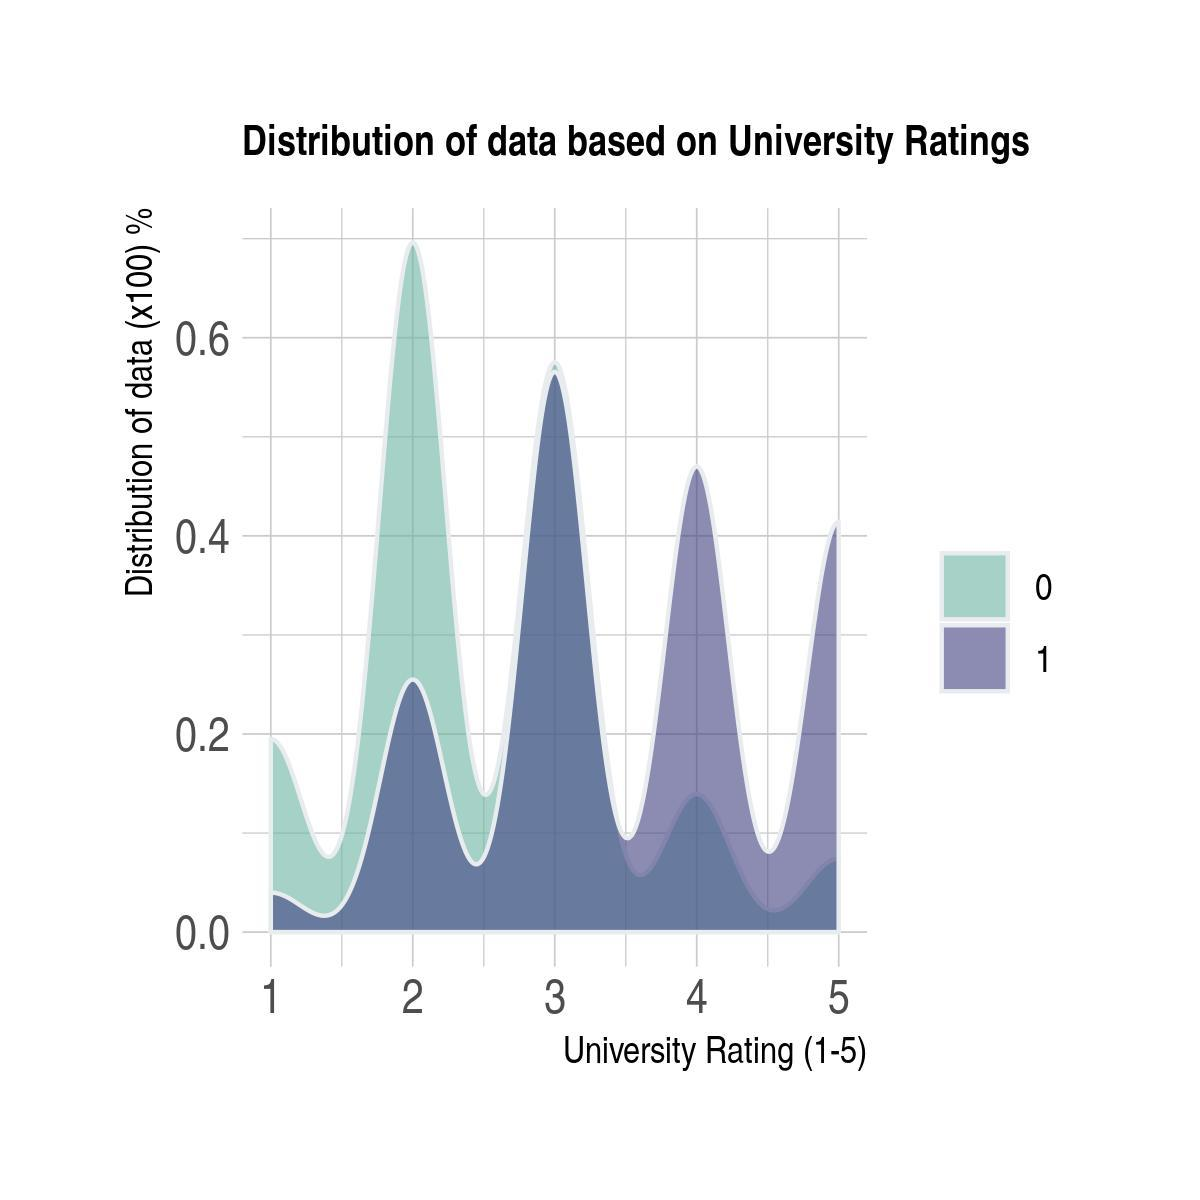 Distribution of data based on University Ratings
Distribution of data (x100) %
0.6
0.4
0.2
0.0
1 2 3 4 5
University Rating (1-5)
0
1